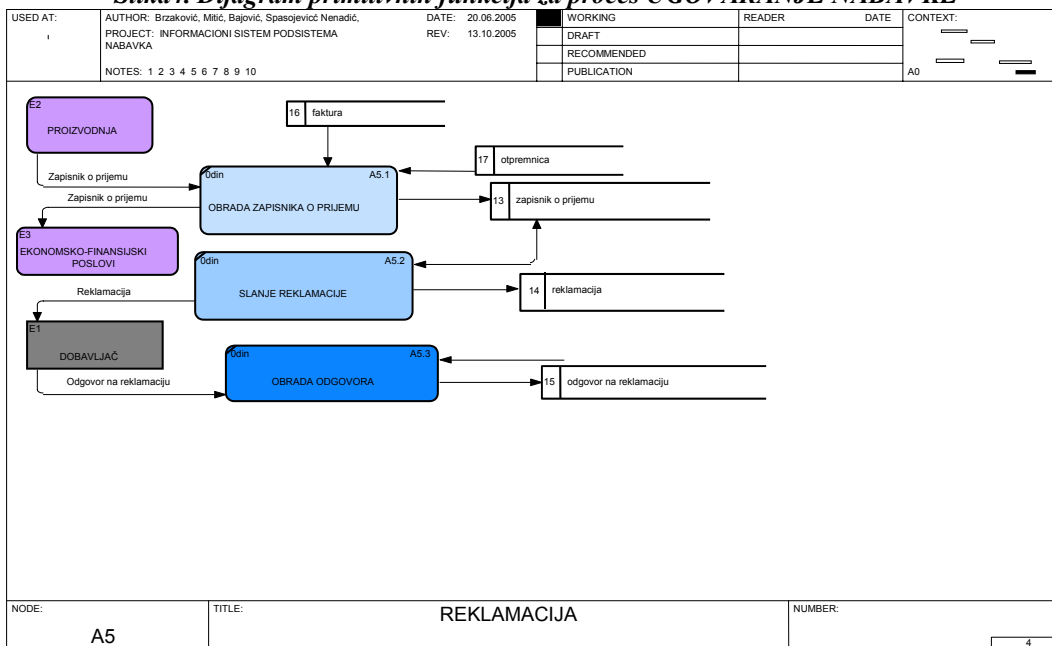 Slika7. Dijagram primitivnih funkcija za proces UGOVARANJE NABAVKE
USED AT:
AUTHOR: Brzaković, Mitić, Bajović, Spasojevicć Nenadić,
DATE: 20.06.2005
PROJECT: INFORMACIONI SISTEM PODSISTEMA
NABAVKA
REV: 13.10.2005
NOTES: 1 2 3 4 5 6 7 8 9 10
WORKING
DRAFT
RECOMMENDED
PUBLICATION
READER DATE
CONTEXT:
A0
E2
PROIZVODNJA
16 faktura
17 otpremnica
Zapisnik o prijemu
0din A5.1
OBRADA ZAPISNIKA O PRIJEMU
13 zapisnik o prijemu
Zapisnik o prijemu
E3
EKONOMSKO-FINANSIJSKI
POSLOVI
0din A5.2
SLANJE REKLAMACIJE
14 reklamacija
Reklamacija
E1
DOBAVLJAČ
0din A5.3
OBRADA ODGOVORA
15 odgovor na reklamaciju
Odgovor na reklamaciju
NODE:
A5
TITLE:
REKLAMACIJA
NUMBER:
4